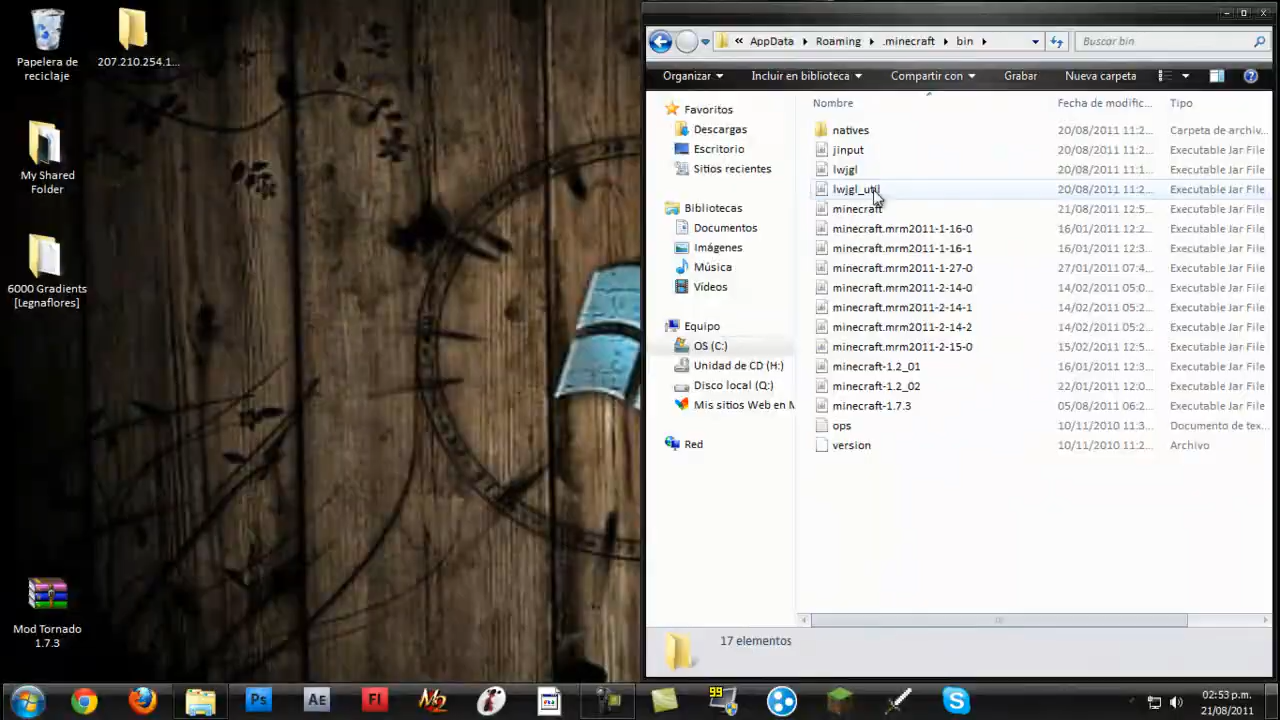 Papelera de
reciclaje
207.210.254.1...
My Shared
Folder
6000 Gradients
[legnaflores]
Mod Tornado
1.7.3
AppData
Roaming
.minecraft
bin
Buscar bin
Organizar
Incluir en biblioteca
Compartir con
Grabar
Nueva carpeta
Favoritos
Descargas
Escritorio
Sitios recientes
Bibliotecas
Documentos
Imágenes
Música
Vídeos
Equipo
OS (C:)
Unidad de CD (H:)
Disco local (Q:)
Mis sitios Web en M
Red
Nombre Fecha de modific... Tipo
natives 20/08/2011 11:2... Carpeta de archiv...
jinput 20/08/2011 11:2... Executable Jar File
lwjgl 20/08/2011 11:1... Executable Jar File
lwjgl_util 20/08/2011 11:2... Executable Jar File
minecraft 21/08/2011 12:5... Executable Jar File
minecraft.mrm2011-1-16-0 16/01/2011 12:2... Executable Jar File
minecraft.mrm2011-1-16-1 16/01/2011 12:3... Executable Jar File
minecraft.mrm2011-1-27-0 27/01/2011 07:4... Executable Jar File
minecraft.mrm2011-2-14-0 14/02/2011 05:0... Executable Jar File
minecraft.mrm2011-2-14-1 14/02/2011 05:2... Executable Jar File
minecraft.mrm2011-2-14-2 14/02/2011 05:2... Executable Jar File
minecraft.mrm2011-2-15-0 15/02/2011 12:5... Executable Jar File
minecraft-1.2_01 16/01/2011 12:3... Executable Jar File
minecraft-1.2_02 22/01/2011 12:0... Executable Jar File
minecraft-1.7.3 05/08/2011 06:2... Executable Jar File
ops 10/11/2010 11:3... Documento de tex...
version 10/11/2010 11:2... Archivo
17 elementos
Ps
Ae
Fl
99
02:53 p.m.
21/08/2011